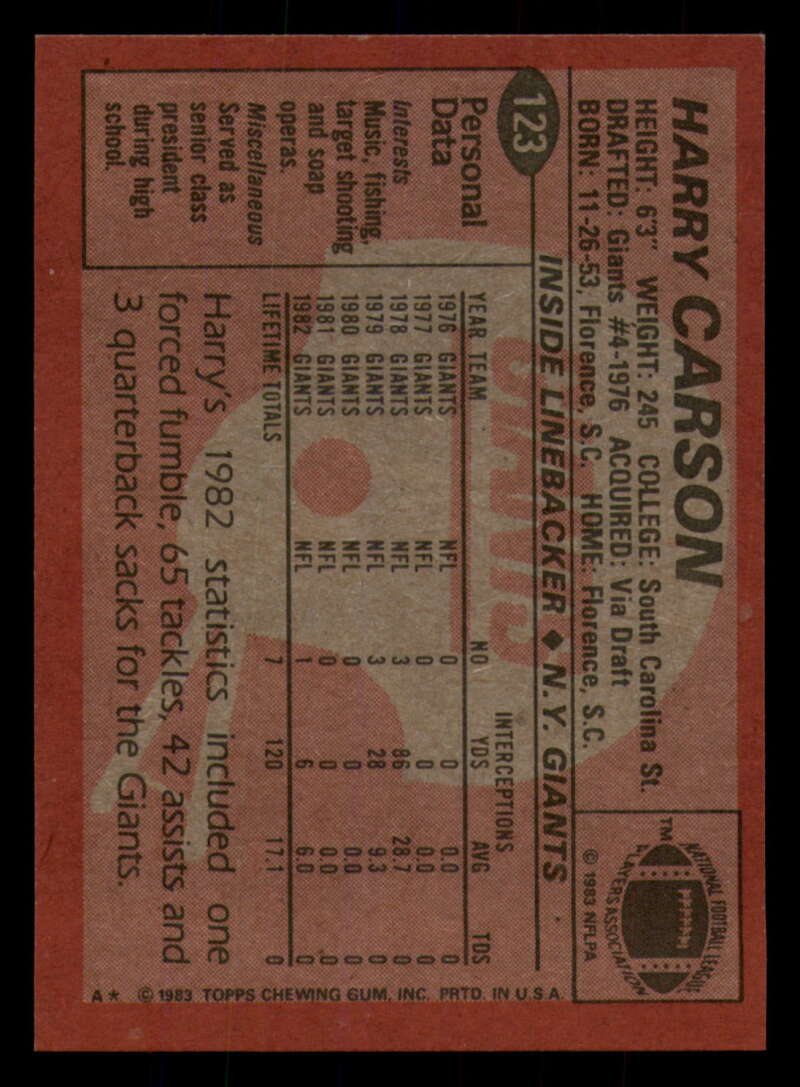 HARRY CARSON
HEIGHT: 6'3" WEIGHT: 245 COLLEGE: South Carolina St.
DRAFTED: Giants #4-1976 ACQUIRED: Via Draft
BORN: 11-26-53, Florence, S.C. HOME: Florence, S.C.
TM
NATIONAL FOOTBALL LEAGUE
PLAYERS ASSOCIATION
© 1983 NFLPA
123
INSIDE LINEBACKER ♦ N.Y. GIANTS
Personal
Data
Interests
Music, fishing,
target shooting
and soap
operas.
Miscellaneous
Served as
senior class
president
during high
school.
INTERCEPTIONS
YEAR TEAM NO YDS AVG TDS
1976 GIANTS NFL 0 0 0.0 0
1977 GIANTS NFL 0 0 0.0 0
1978 GIANTS NFL 3 86 28.7 0
1979 GIANTS NFL 3 28 9.3 0
1980 GIANTS NFL 0 0 0.0 0
1981 GIANTS NFL 0 0 0.0 0
1982 GIANTS NFL 1 6 6.0 0
LIFETIME TOTALS 7 120 17.1 0
Harry's 1982 statistics included one
forced fumble, 65 tackles, 42 assists and
3 quarterback sacks for the Giants.
A* © 1983 TOPPS CHEWING GUM, INC. PRTD. IN U.S.A.
GIANTS